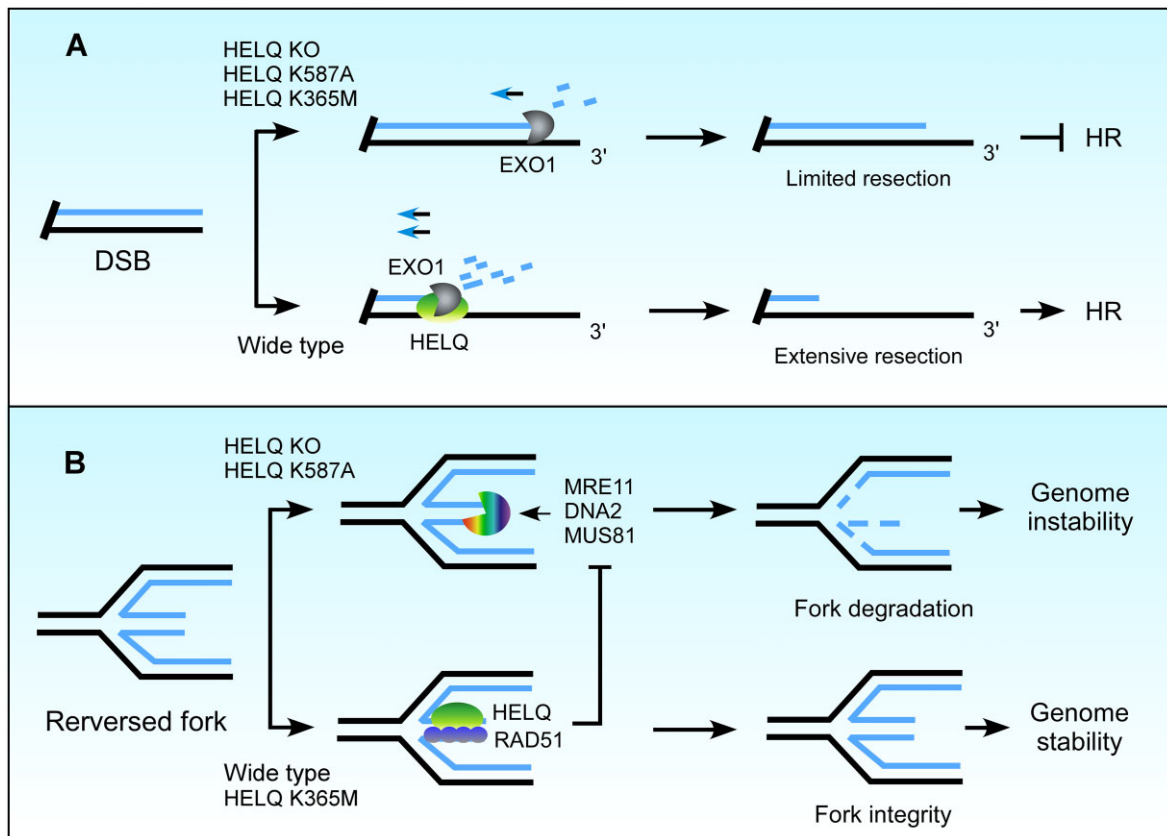 A
HELQ KO
HELQ K587A
HELQ K365M
EXO1
3'
Limited resection
3'
HR
DSB
EXO1
HELQ
3'
Wide type
Extensive resection
3'
HR
B
HELQ KO
HELQ K587A
MRE11
DNA2
MUS81
Fork degradation
Genome
instability
Rerversed fork
HELQ
RAD51
Wide type
HELQ K365M
Fork integrity
Genome
stability